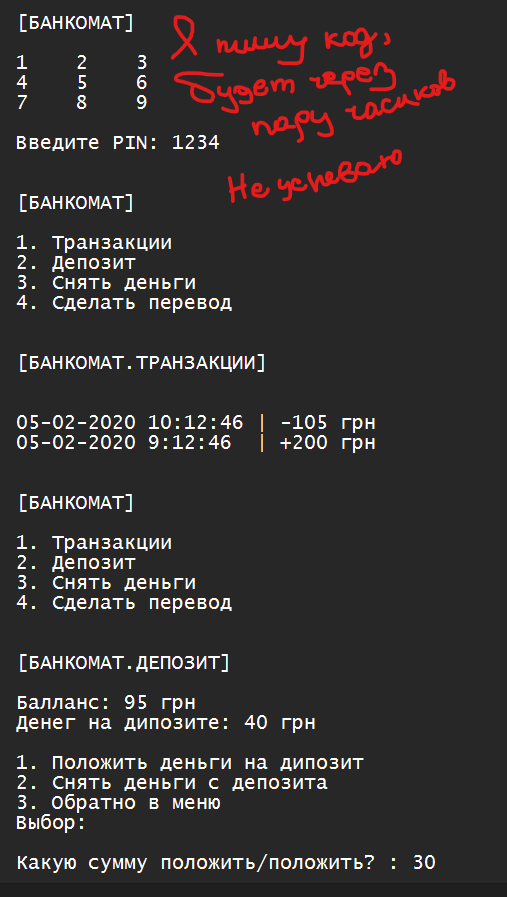 [БАНКОМАТ]
1 2 3
4 5 6
7 8 9
Я пишу код,
будет через
пару часиков
Не успеваю
Введите PIN: 1234
[БАНКОМАТ]
1. Транзакции
2. Депозит
3. Снять деньги
4. Сделать перевод
[БАНКОМАТ.ТРАНЗАКЦИИ]
05-02-2020 10:12:46 | -105 грн
05-02-2020 9:12:46 | +200 грн
[БАНКОМАТ]
1. Транзакции
2. Депозит
3. Снять деньги
4. Сделать перевод
[БАНКОМАТ.ДЕПОЗИТ]
Балланс: 95 грн
Денег на дипозите: 40 грн
1. Положить деньги на дипозит
2. Снять деньги с депозита
3. Обратно в меню
Выбор:
Какую сумму положить/положить? : 30